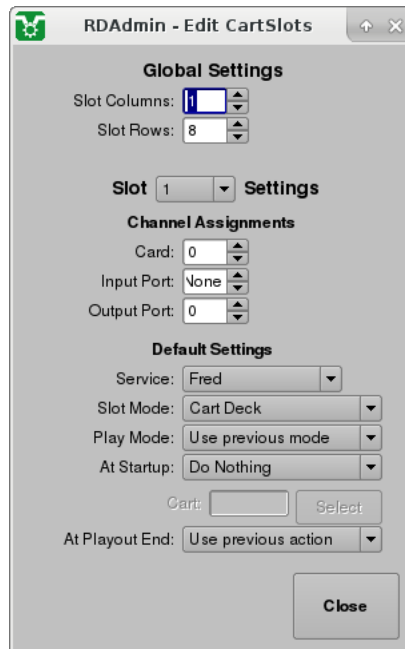 RDAdmin - Edit CartSlots
Global Settings
Slot Columns: 1
Slot Rows: 8
Slot 1 Settings
Channel Assignments
Card: 0
Input Port: None
Output Port: 0
Default Settings
Service: Fred
Slot Mode: Cart Deck
Play Mode: Use previous mode
At Startup: Do Nothing
Cart: Select
At Playout End: Use previous action
Close